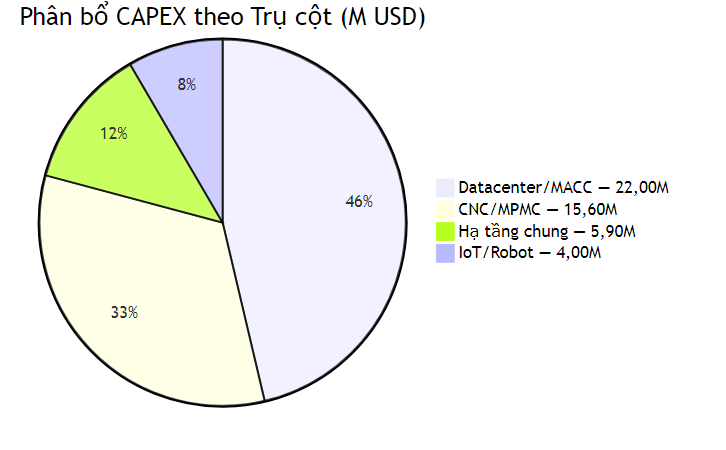 Phân bổ CAPEX theo Trụ cột (M USD)
8%
12%
46%
33%
Datacenter/MACC — 22,00M
CNC/MPMC — 15,60M
Hạ tầng chung — 5,90M
IoT/Robot — 4,00M